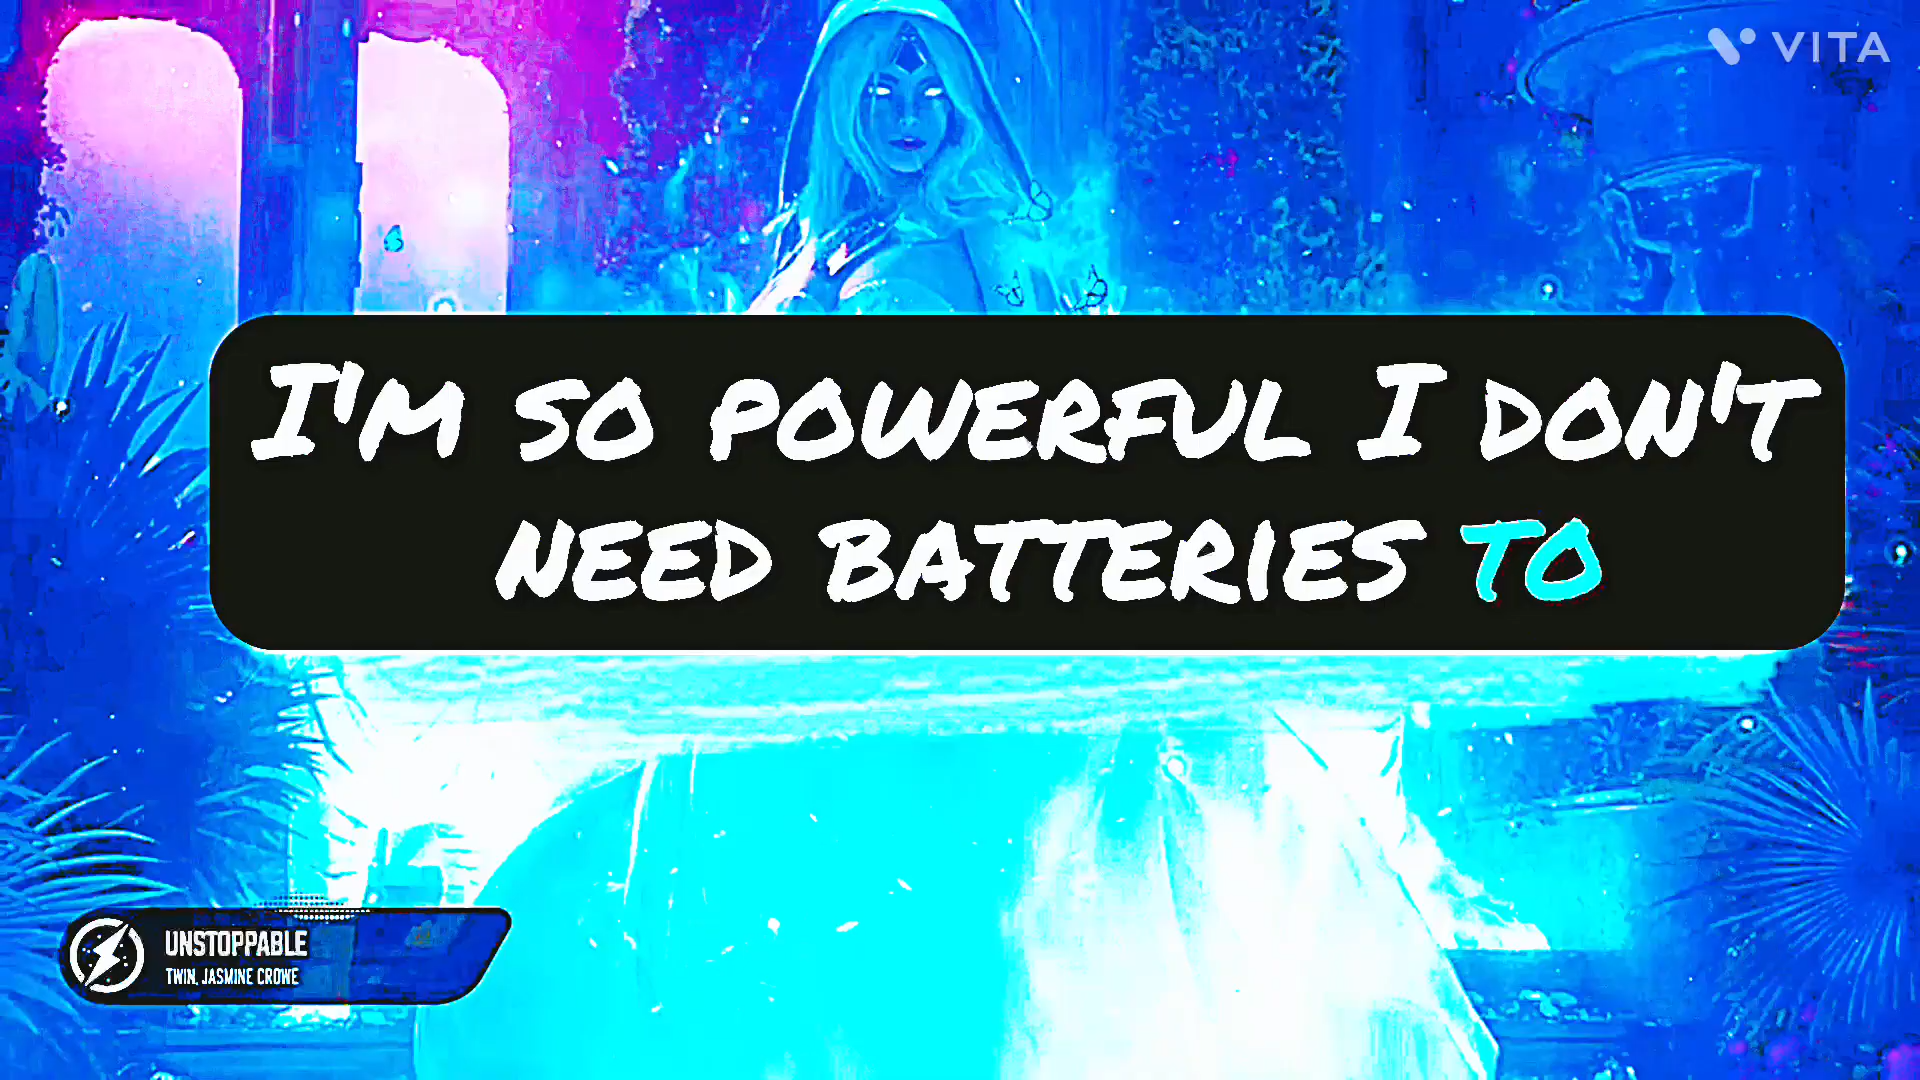 VITA
I'M SO POWERFUL I DON'T
NEED BATTERIES TO
UNSTOPPABLE
TWIN, JASMINE CROWE